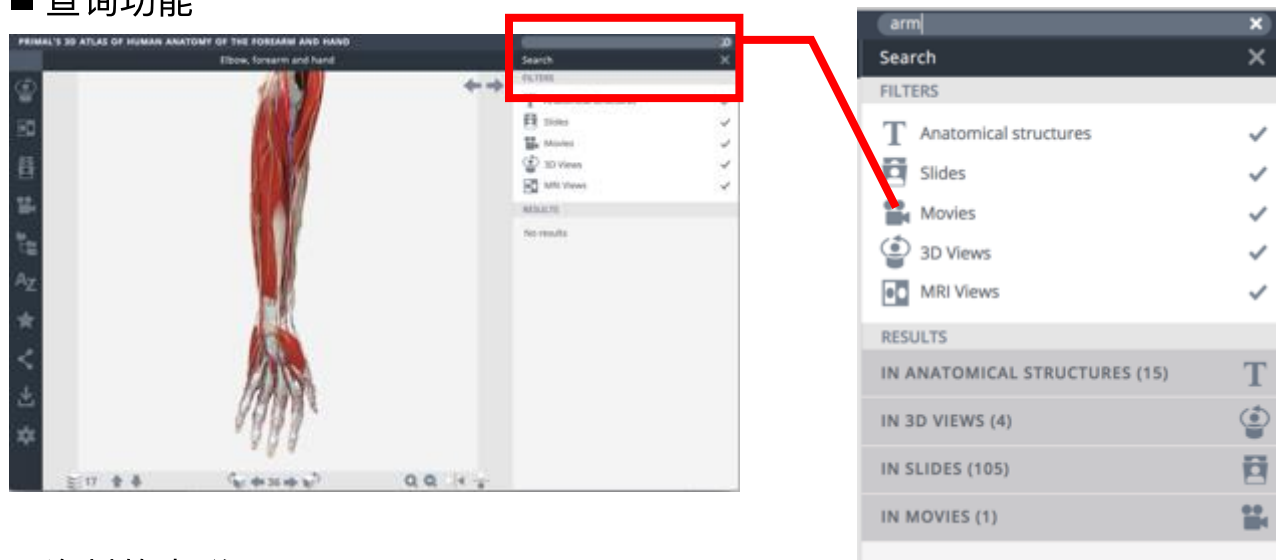 ■ 查询功能
PRIMAL'S 3D ATLAS OF HUMAN ANATOMY OF THE FOREARM AND HAND
Elbow, forearm and hand
Search
FILTERS
Slides
Movies
3D Views
MRI Views
RESULTS
No results
AZ
17
36
arm
Search
FILTERS
Anatomical structures
Slides
Movies
3D Views
MRI Views
RESULTS
IN ANATOMICAL STRUCTURES (15)
IN 3D VIEWS (4)
IN SLIDES (105)
IN MOVIES (1)